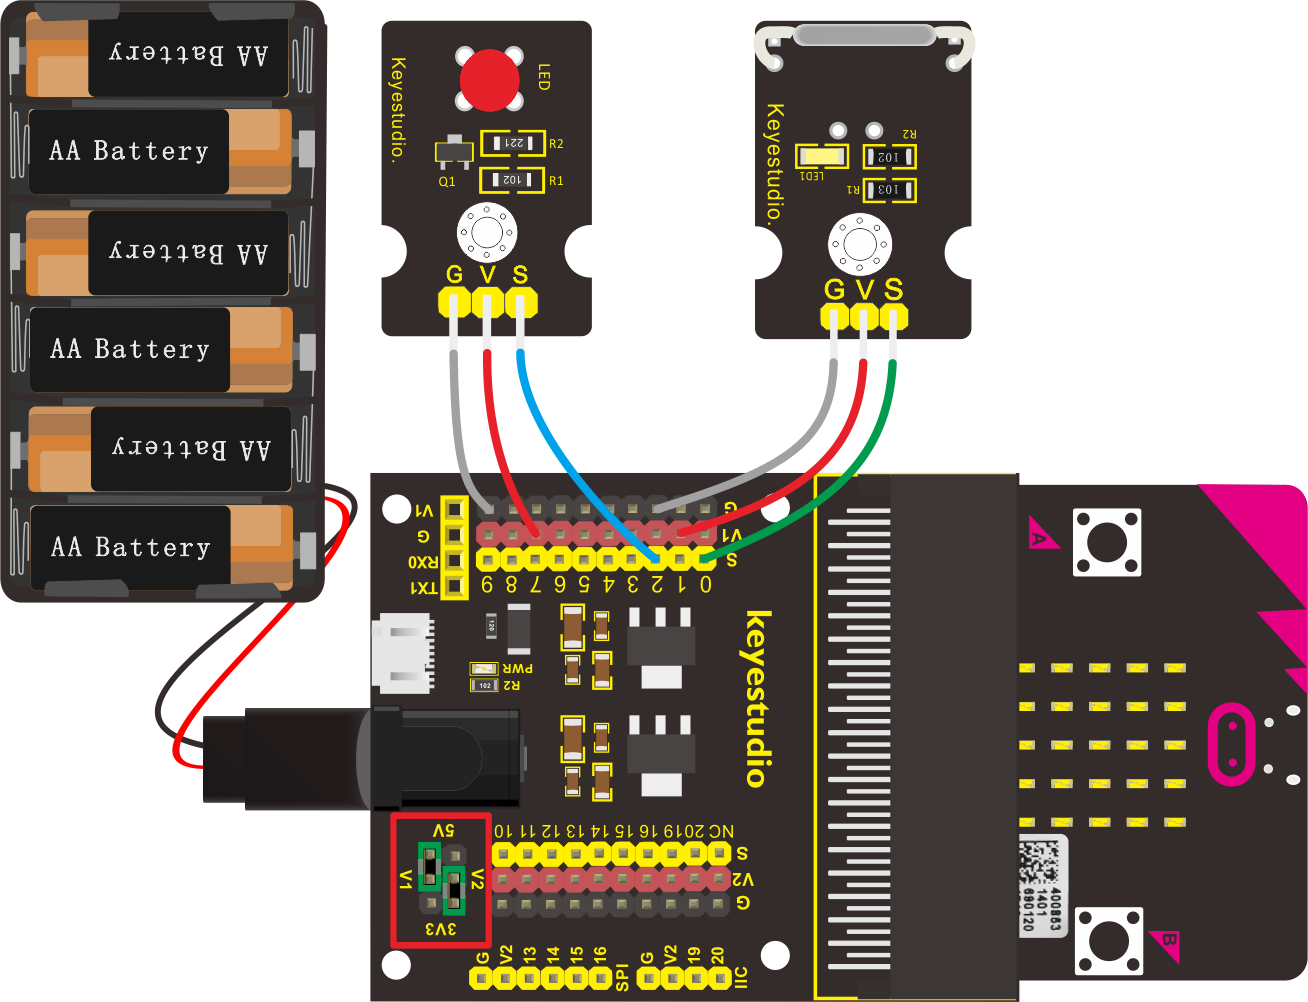 AA Battery
AA Battery
AA Battery
AA Battery
AA Battery
AA Battery
Keyestudio.
LED
221
R2
Q1
102
R1
G V S
Keyestudio.
R2
LED1
102
R1
103
G V S
V1
G
RX0
TX1
G
V1
S
9 8 7 6 5 4 3 2 1 0
120
PWR
102
R2
keyestudio
5V
V1
V2
3V3
10 11 12 13 14 15 16 19 20 NC
S
V2
G
G V2 13 14 15 16 SPI
G V2 19 20 IIC
A
B
400863
1401
690120